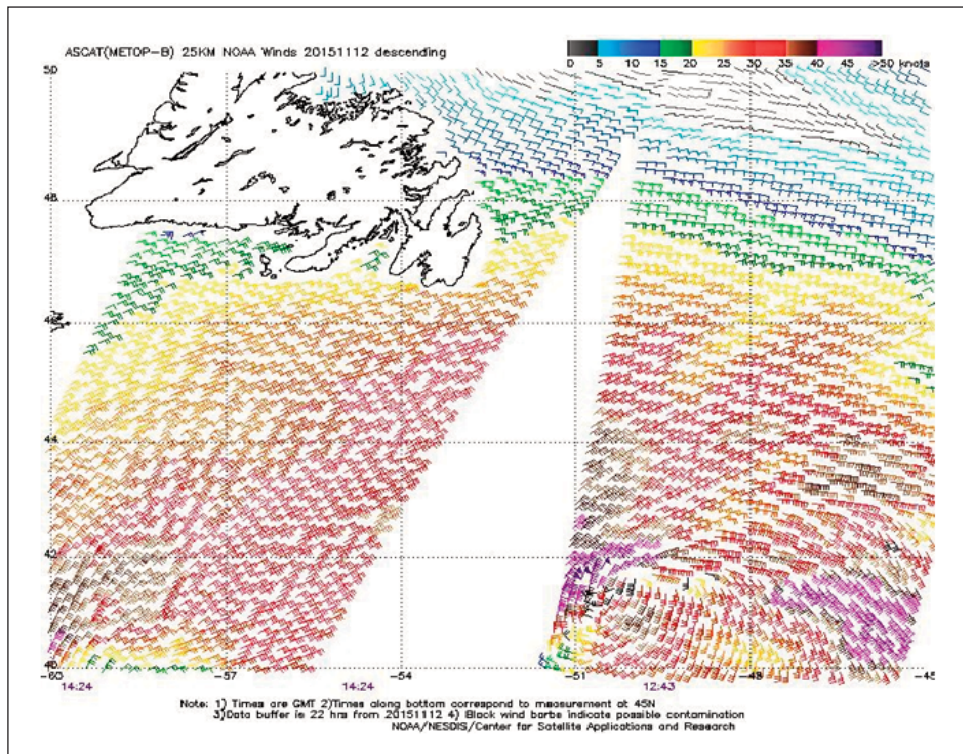 ASCAT(METOP-B) 25KM NOAA Winds 20151112 descending
0 5 10 15 20 25 30 35 40 45 >50 knots
50
48
46
44
42
40
-60 -57 -54 -51 -48 -45
14:24 14:24 12:43
Note: 1) Times are GMT 2)Times along bottom correspond to measurement at 45N
3)Data buffer is 22 hrs from 20151112 4) Black wind barbs indicate possible contamination
NOAA/NESDIS/Center for Satellite Applications and Research